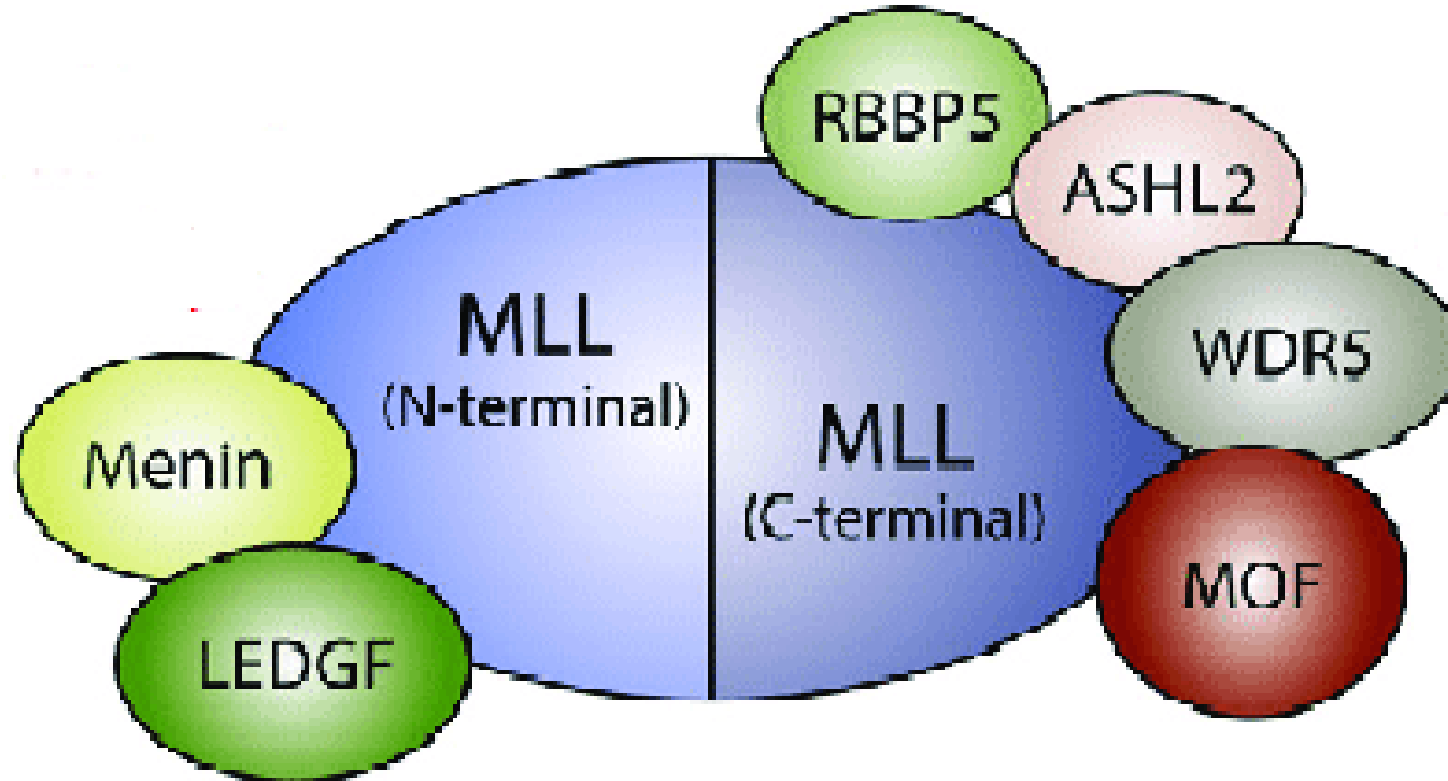 RBBP5
ASHL2
WDR5
MOF
MLL
(N-terminal)
MLL
(C-terminal)
Menin
LEDGF